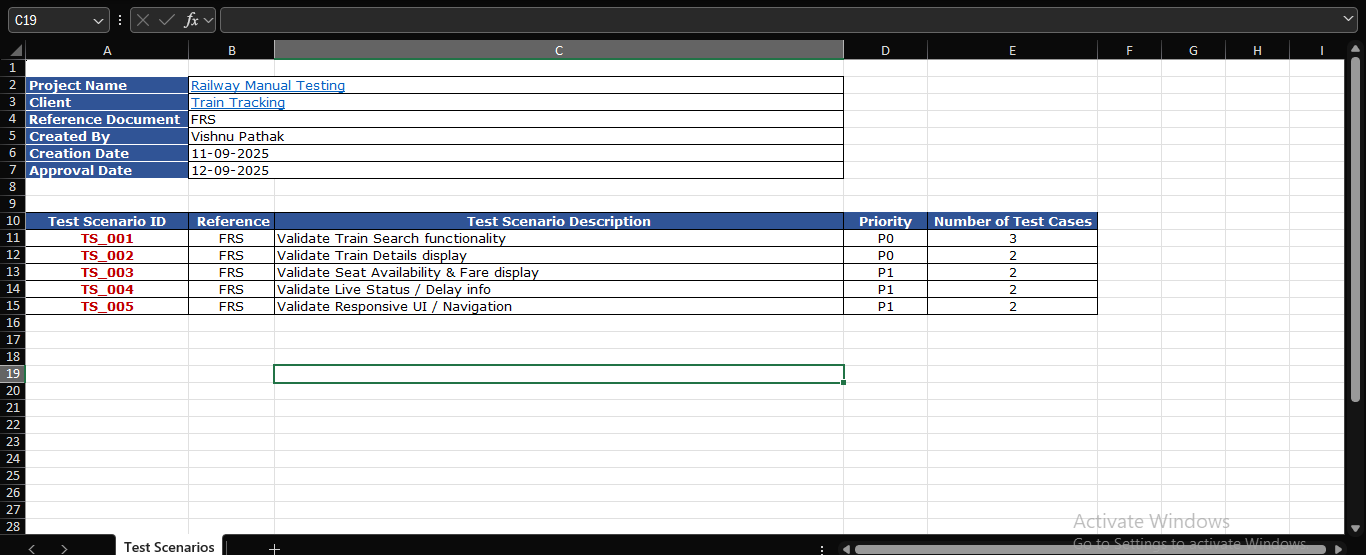 C19 fx
A B C D E F G H I
1
2 Project Name Railway Manual Testing
3 Client Train Tracking
4 Reference Document FRS
5 Created By Vishnu Pathak
6 Creation Date 11-09-2025
7 Approval Date 12-09-2025
8
9
10 Test Scenario ID Reference Test Scenario Description Priority Number of Test Cases
11 TS_001 FRS Validate Train Search functionality P0 3
12 TS_002 FRS Validate Train Details display P0 2
13 TS_003 FRS Validate Seat Availability & Fare display P1 2
14 TS_004 FRS Validate Live Status / Delay info P1 2
15 TS_005 FRS Validate Responsive UI / Navigation P1 2
16
17
18
19
20
21
22
23
24
25
26
27
28
Activate Windows
Go to Settings to activate Windows.
Test Scenarios